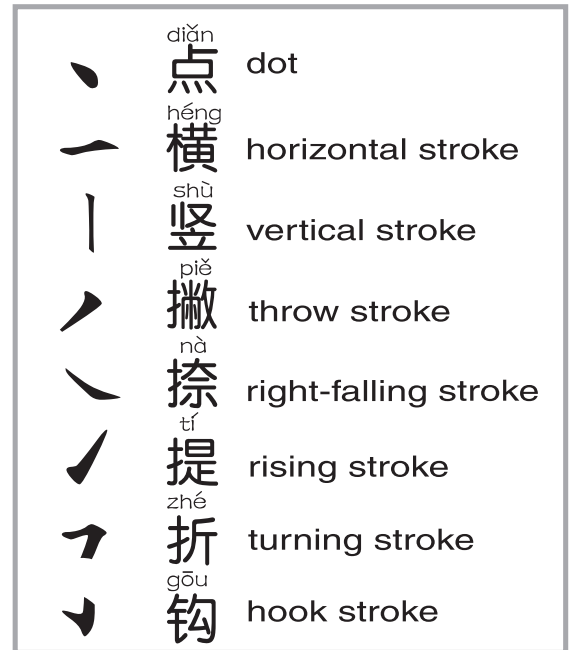 diǎn
点 dot
héng
横 horizontal stroke
shù
竖 vertical stroke
piě
撇 throw stroke
nà
捺 right-falling stroke
tí
提 rising stroke
zhé
折 turning stroke
gōu
钩 hook stroke